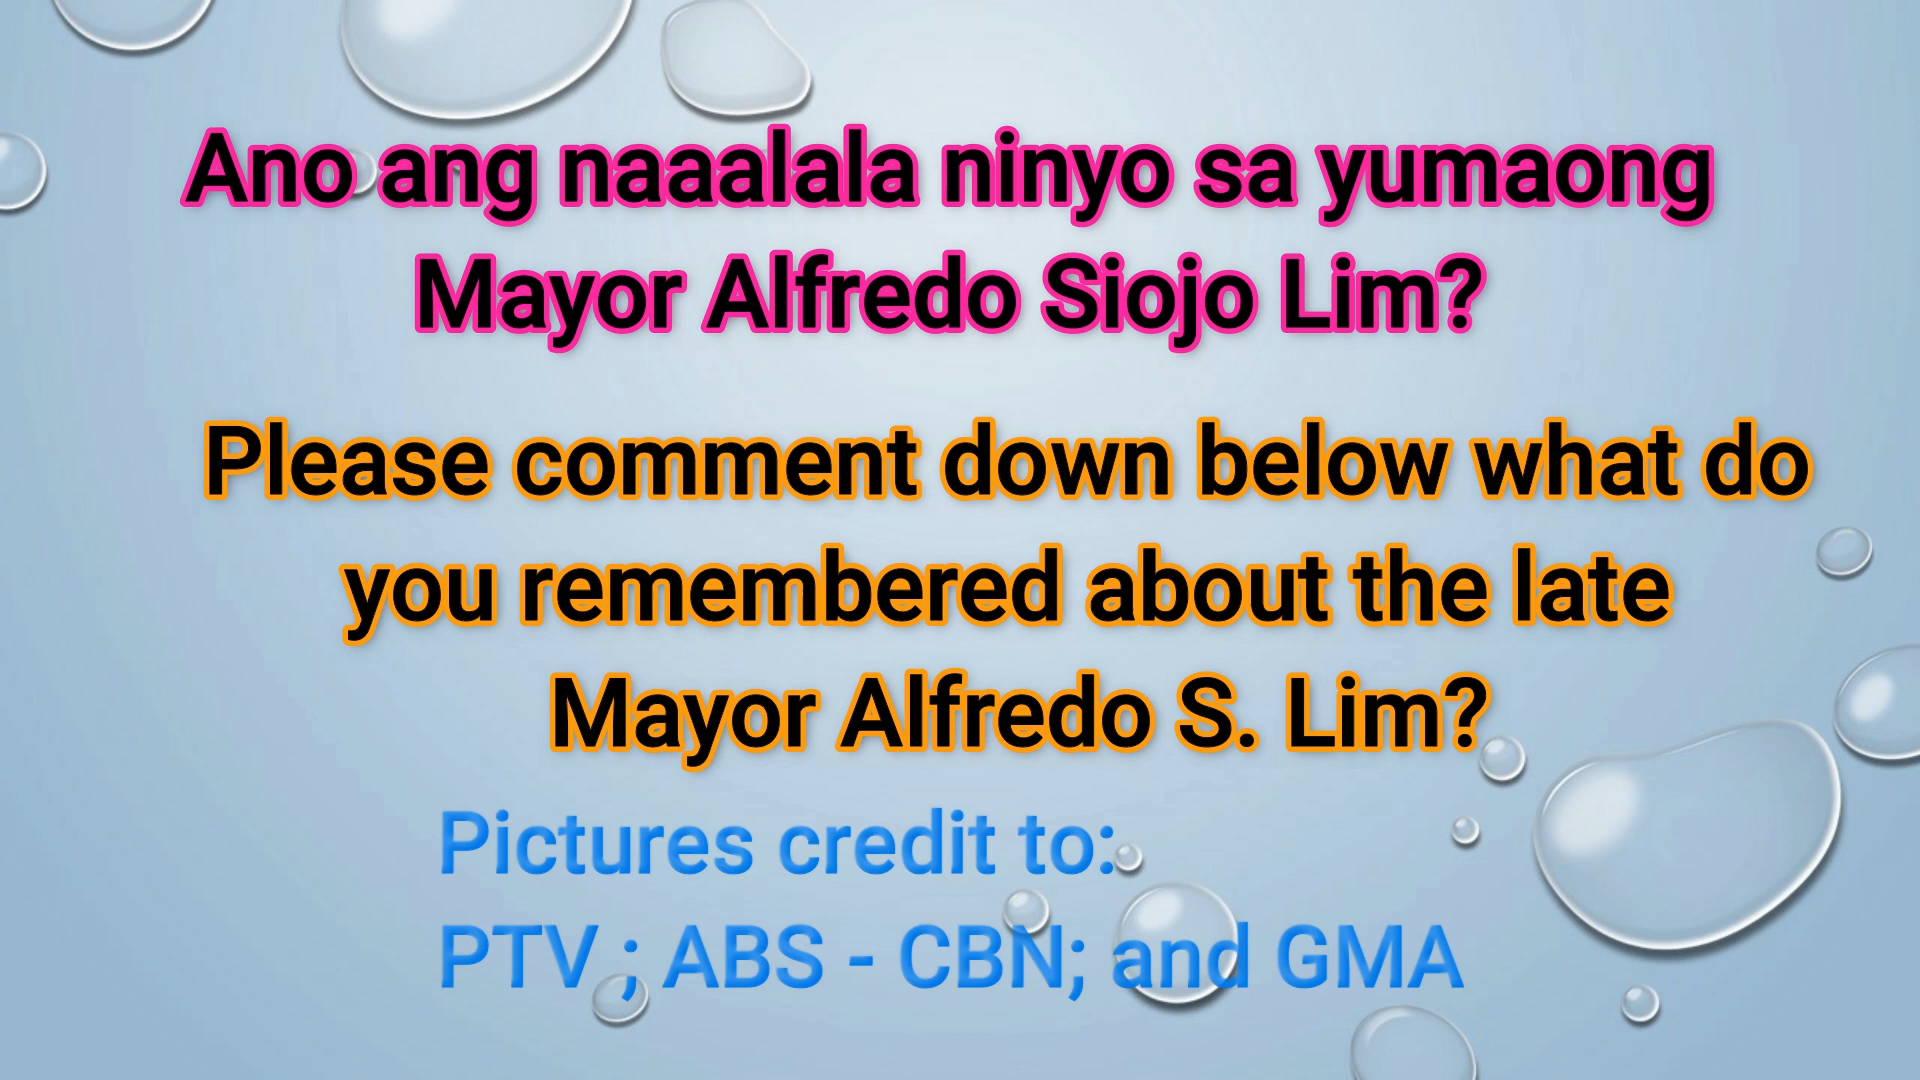 Ano ang naaalala ninyo sa yumaong
Mayor Alfredo Siojo Lim?
Please comment down below what do
you remembered about the late
Mayor Alfredo S. Lim?
Pictures credit to:
PTV ; ABS - CBN; and GMA